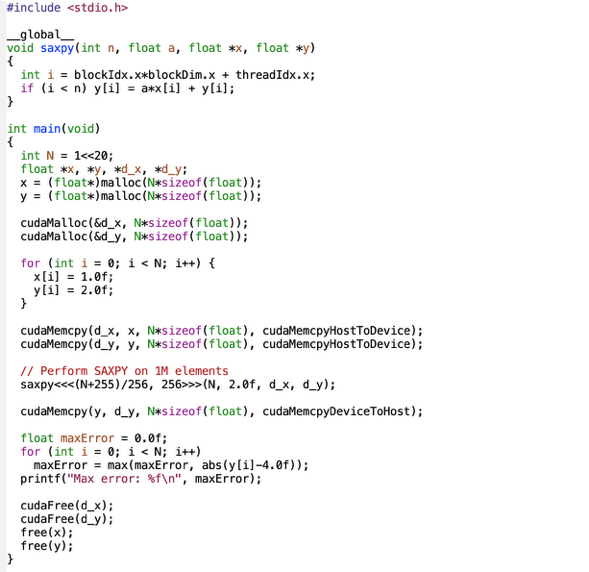 #include <stdio.h>

__global__
void saxpy(int n, float a, float *x, float *y)
{
  int i = blockIdx.x*blockDim.x + threadIdx.x;
  if (i < n) y[i] = a*x[i] + y[i];
}

int main(void)
{
  int N = 1<<20;
  float *x, *y, *d_x, *d_y;
  x = (float*)malloc(N*sizeof(float));
  y = (float*)malloc(N*sizeof(float));

  cudaMalloc(&d_x, N*sizeof(float));
  cudaMalloc(&d_y, N*sizeof(float));

  for (int i = 0; i < N; i++) {
    x[i] = 1.0f;
    y[i] = 2.0f;
  }

  cudaMemcpy(d_x, x, N*sizeof(float), cudaMemcpyHostToDevice);
  cudaMemcpy(d_y, y, N*sizeof(float), cudaMemcpyHostToDevice);

  // Perform SAXPY on 1M elements
  saxpy<<<(N+255)/256, 256>>>(N, 2.0f, d_x, d_y);

  cudaMemcpy(y, d_y, N*sizeof(float), cudaMemcpyDeviceToHost);

  float maxError = 0.0f;
  for (int i = 0; i < N; i++)
    maxError = max(maxError, abs(y[i]-4.0f));
  printf("Max error: %f\n", maxError);

  cudaFree(d_x);
  cudaFree(d_y);
  free(x);
  free(y);
}